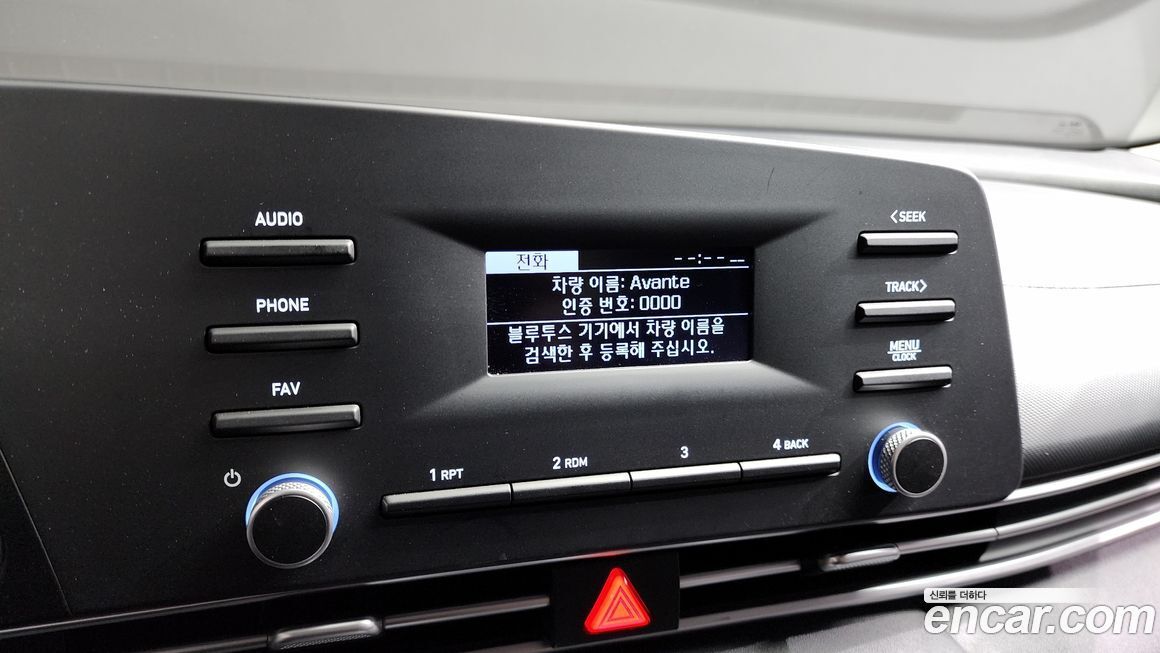 AUDIO
PHONE
FAV
전화
--:-- __
차량 이름: Avante
인증 번호: 0000
블루투스 기기에서 차량 이름을
검색한 후 등록해 주십시오.
<SEEK
TRACK>
MENU
CLOCK
1 RPT
2 RDM
3
4 BACK
신뢰를 더하다
encar.com